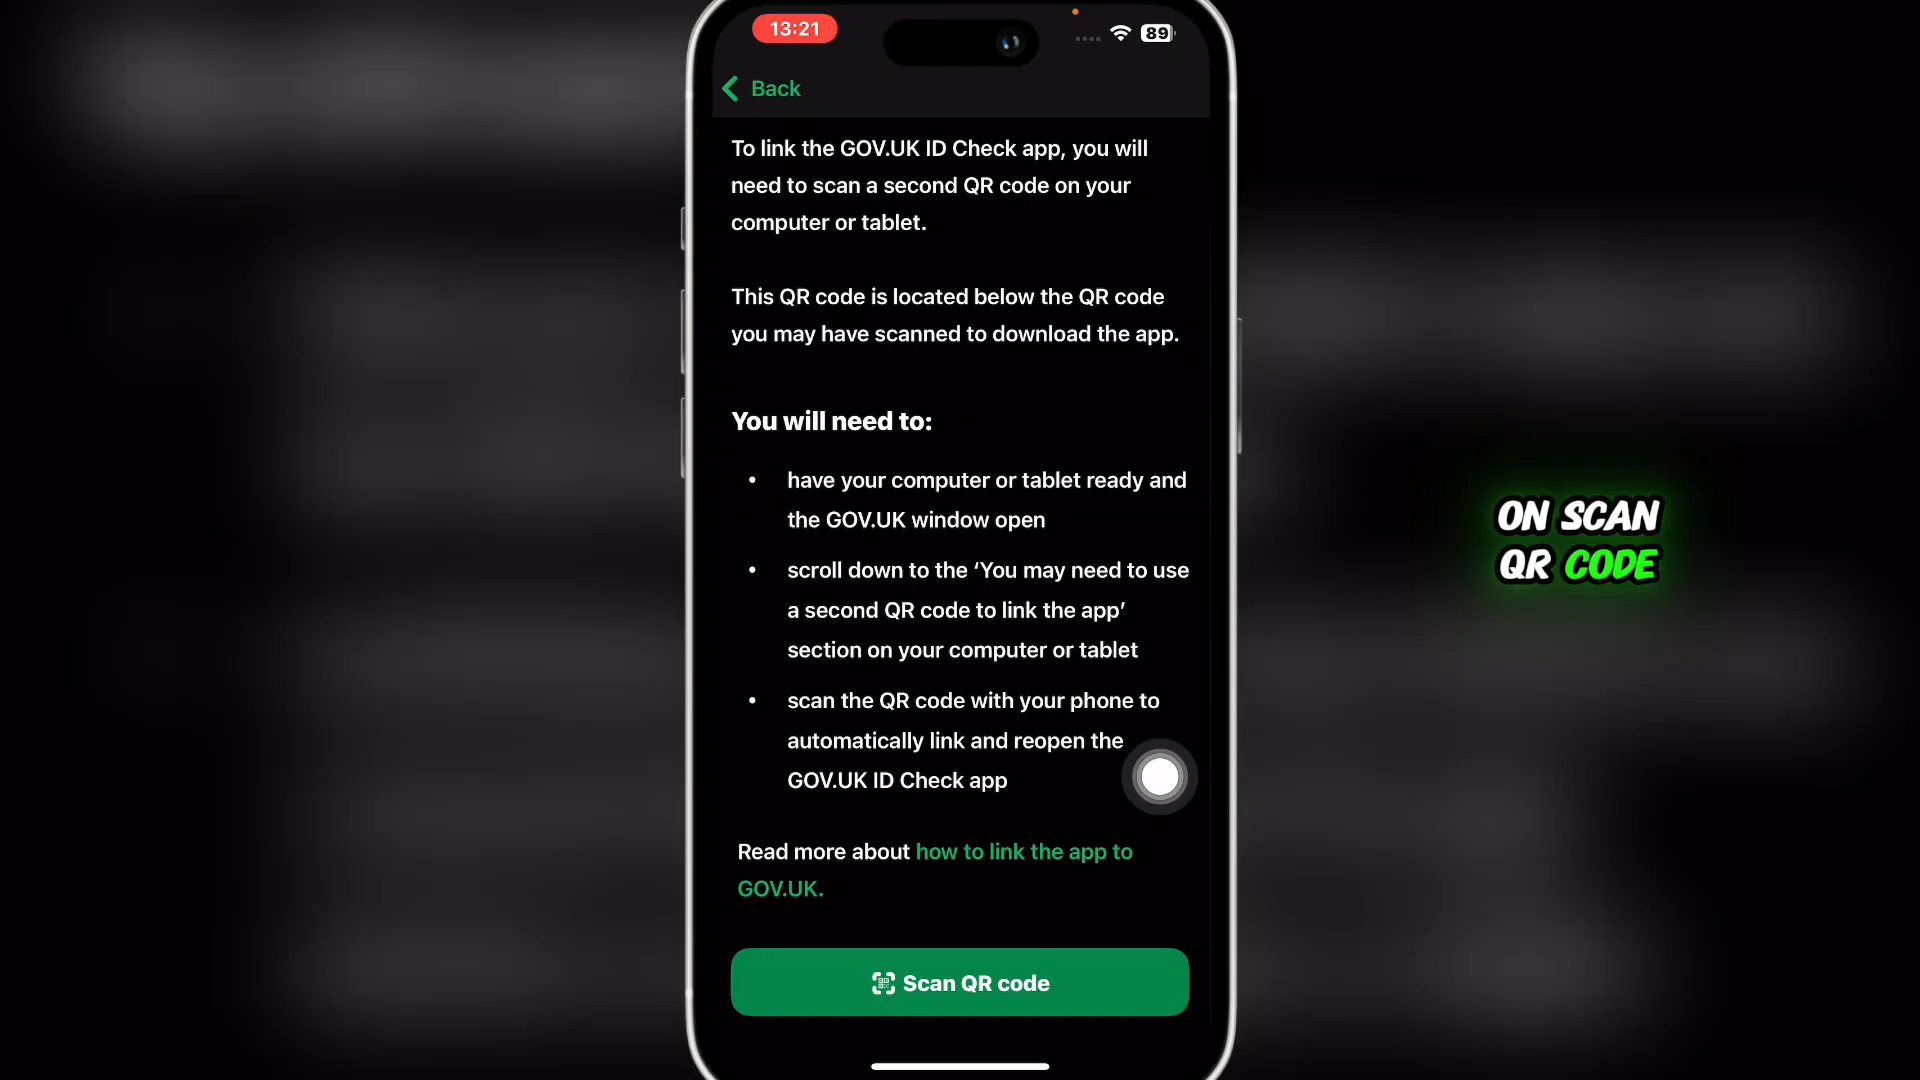 13:21
89
Back
To link the GOV.UK ID Check app, you will
need to scan a second QR code on your
computer or tablet.
This QR code is located below the QR code
you may have scanned to download the app.
You will need to:
• have your computer or tablet ready and
the GOV.UK window open
• scroll down to the ‘You may need to use
a second QR code to link the app’
section on your computer or tablet
• scan the QR code with your phone to
automatically link and reopen the
GOV.UK ID Check app
Read more about how to link the app to
GOV.UK.
Scan QR code
ON SCAN
QR CODE